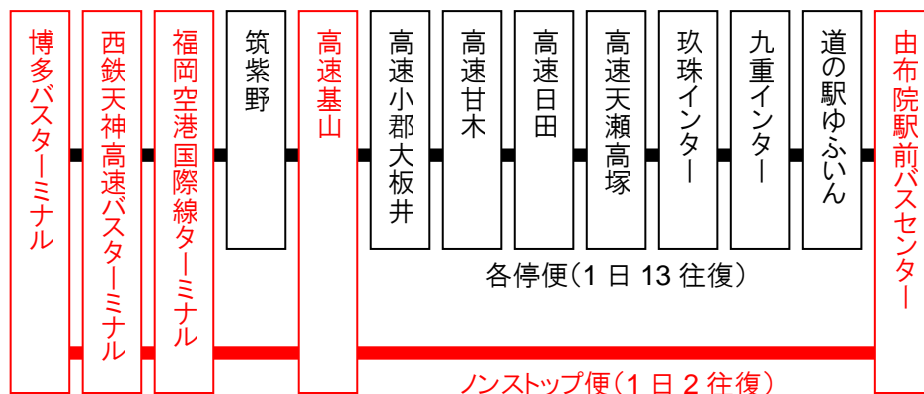 博多バスターミナル
西鉄天神高速バスターミナル
福岡空港国際線ターミナル
筑紫野
高速基山
高速小郡大板井
高速甘木
高速日田
高速天瀬高塚
玖珠インター
九重インター
道の駅ゆふいん
由布院駅前バスセンター
各停便(1 日 13 往復)
ノンストップ便(1 日 2 往復)